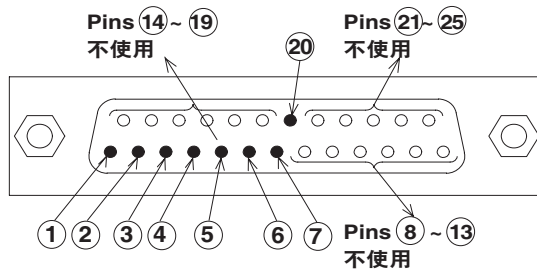 Pins ⑭ ~ ⑲
不使用
Pins ㉑ ~ ㉕
不使用
⑳
① ② ③ ④ ⑤ ⑥ ⑦
Pins ⑧ ~ ⑬
不使用